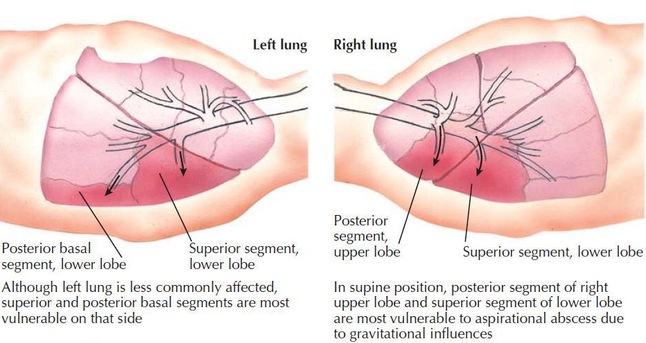 Left lung
Right lung
Posterior basal
segment, lower lobe
Superior segment,
lower lobe
Although left lung is less commonly affected,
superior and posterior basal segments are most
vulnerable on that side
Posterior
segment,
upper lobe
Superior segment, lower lobe
In supine position, posterior segment of right
upper lobe and superior segment of lower lobe
are most vulnerable to aspirational abscess due
to gravitational influences